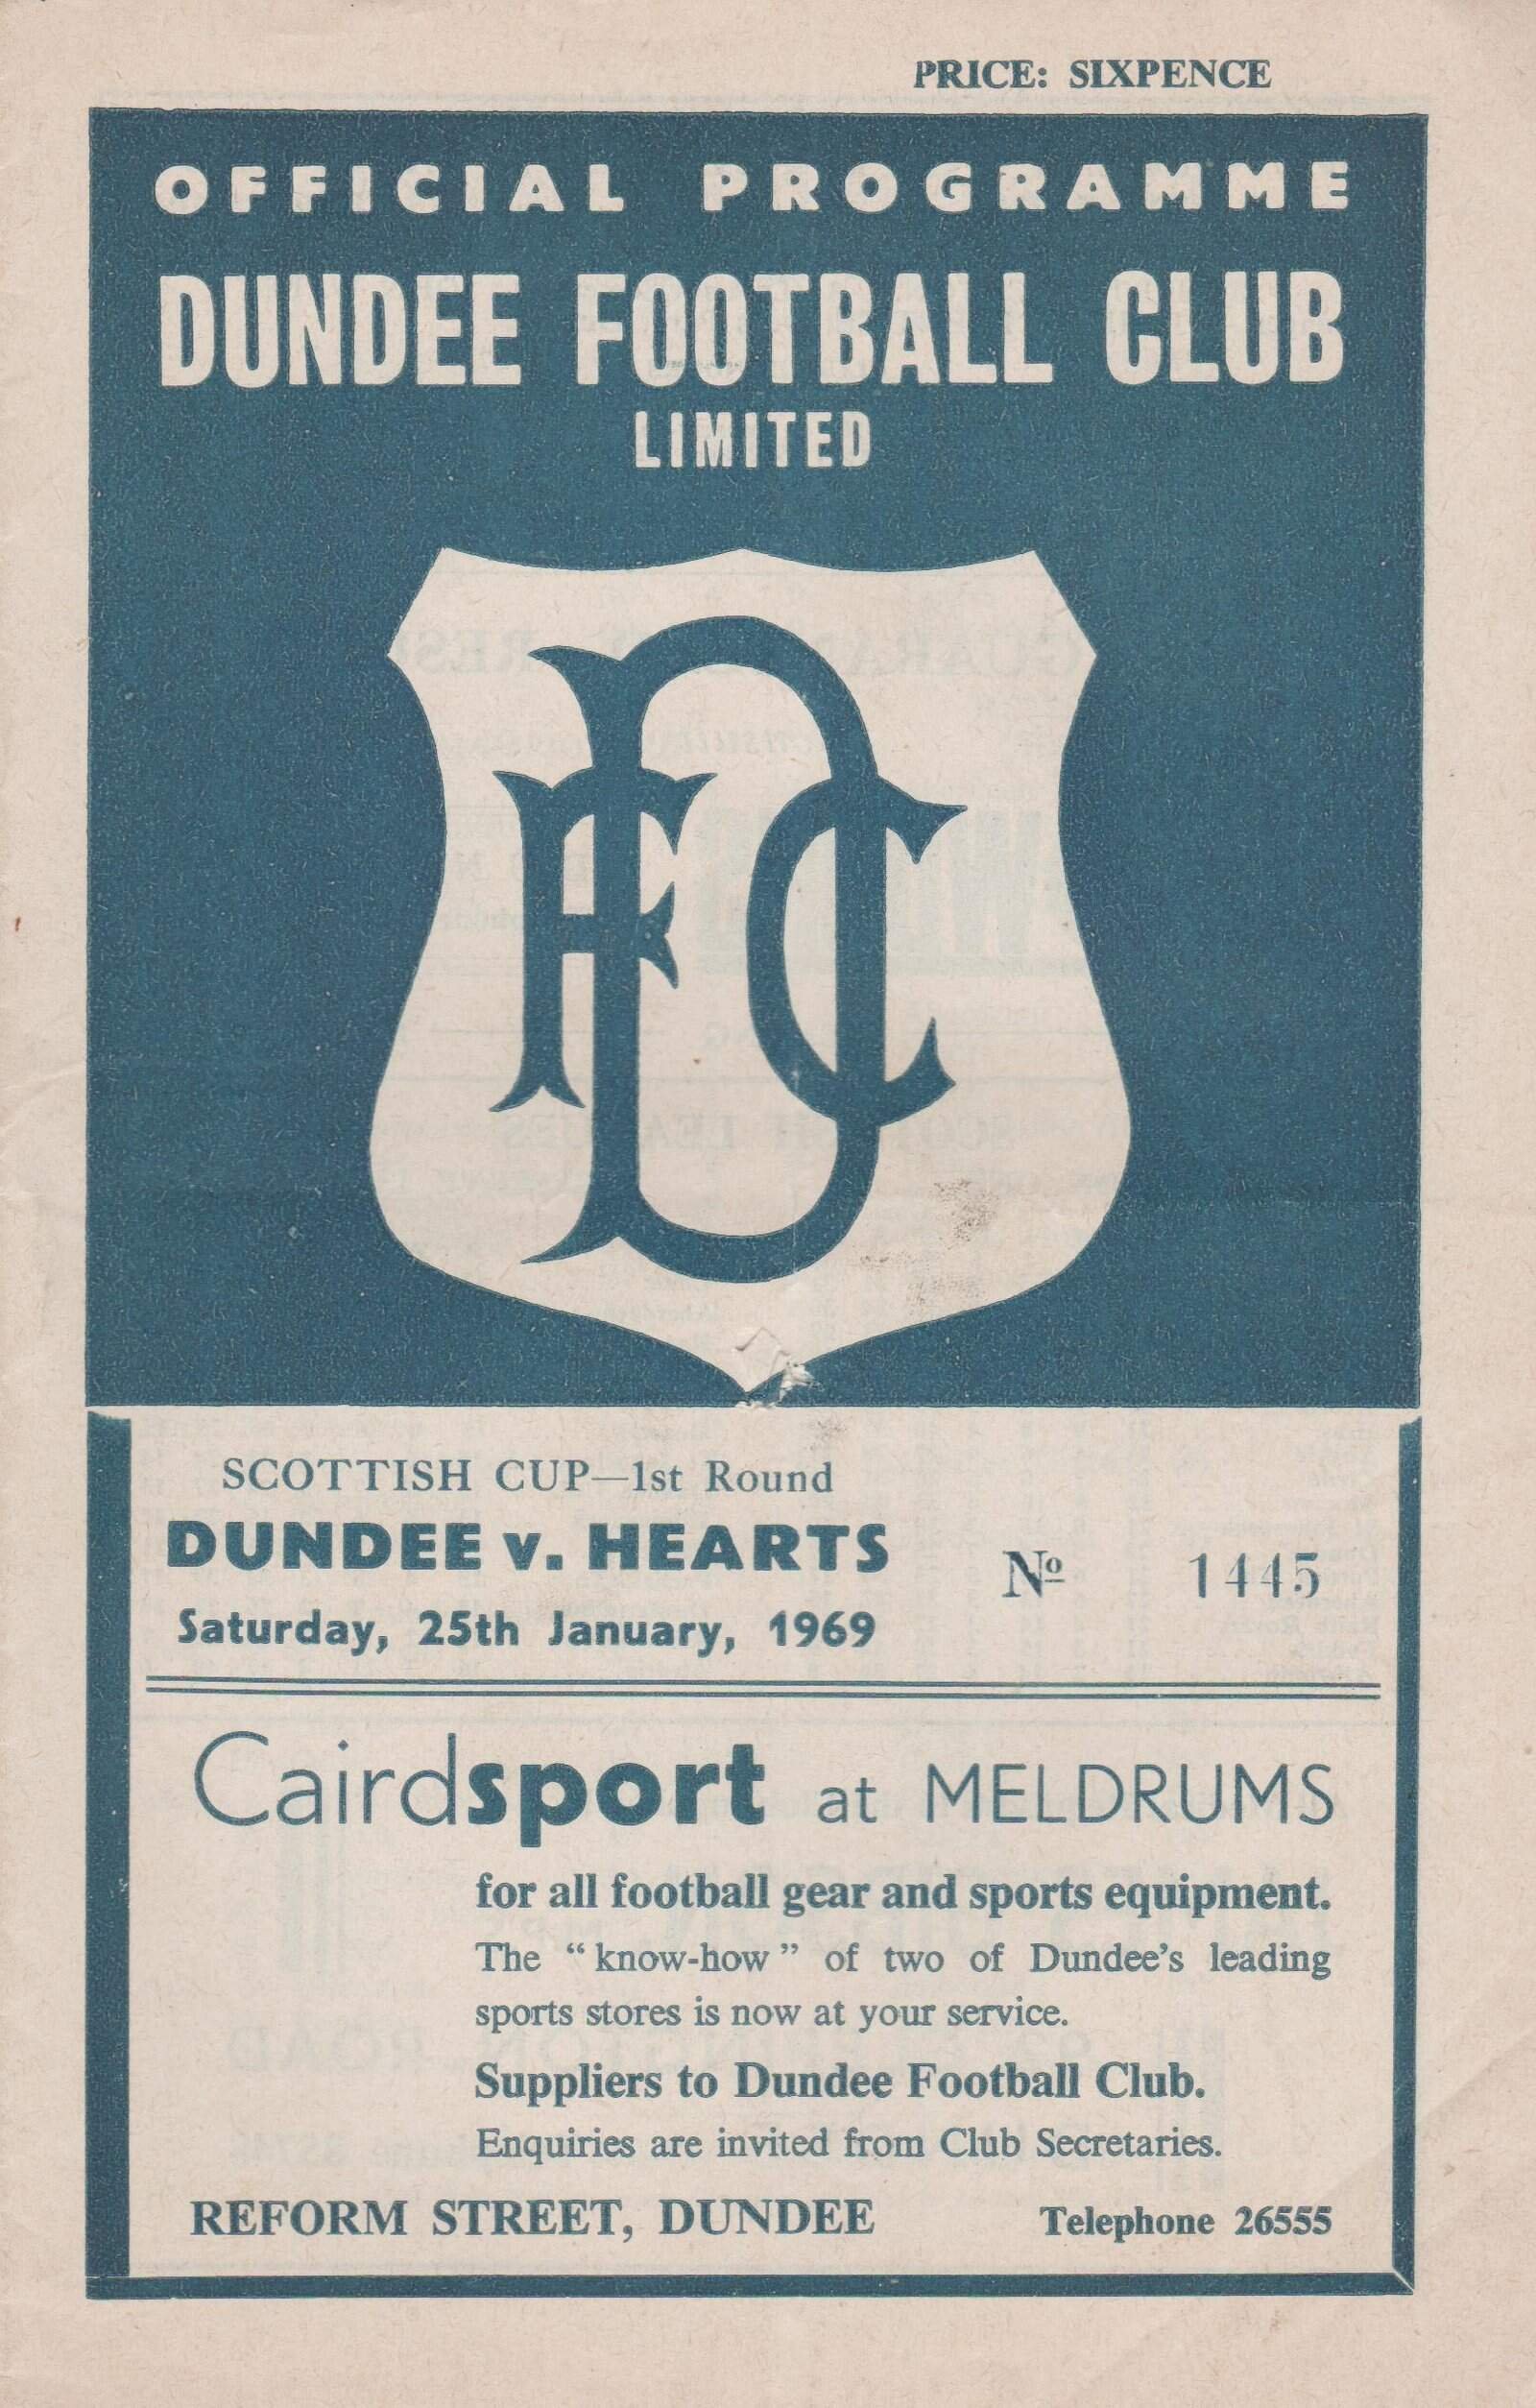 PRICE: SIXPENCE
OFFICIAL PROGRAMME
DUNDEE FOOTBALL CLUB
LIMITED
DFC
SCOTTISH CUP—1st Round
DUNDEE v. HEARTS
Saturday, 25th January, 1969
Nº 1445
Cairdsport at MELDRUMS
for all football gear and sports equipment.
The “know-how” of two of Dundee's leading
sports stores is now at your service.
Suppliers to Dundee Football Club.
Enquiries are invited from Club Secretaries.
REFORM STREET, DUNDEE Telephone 26555